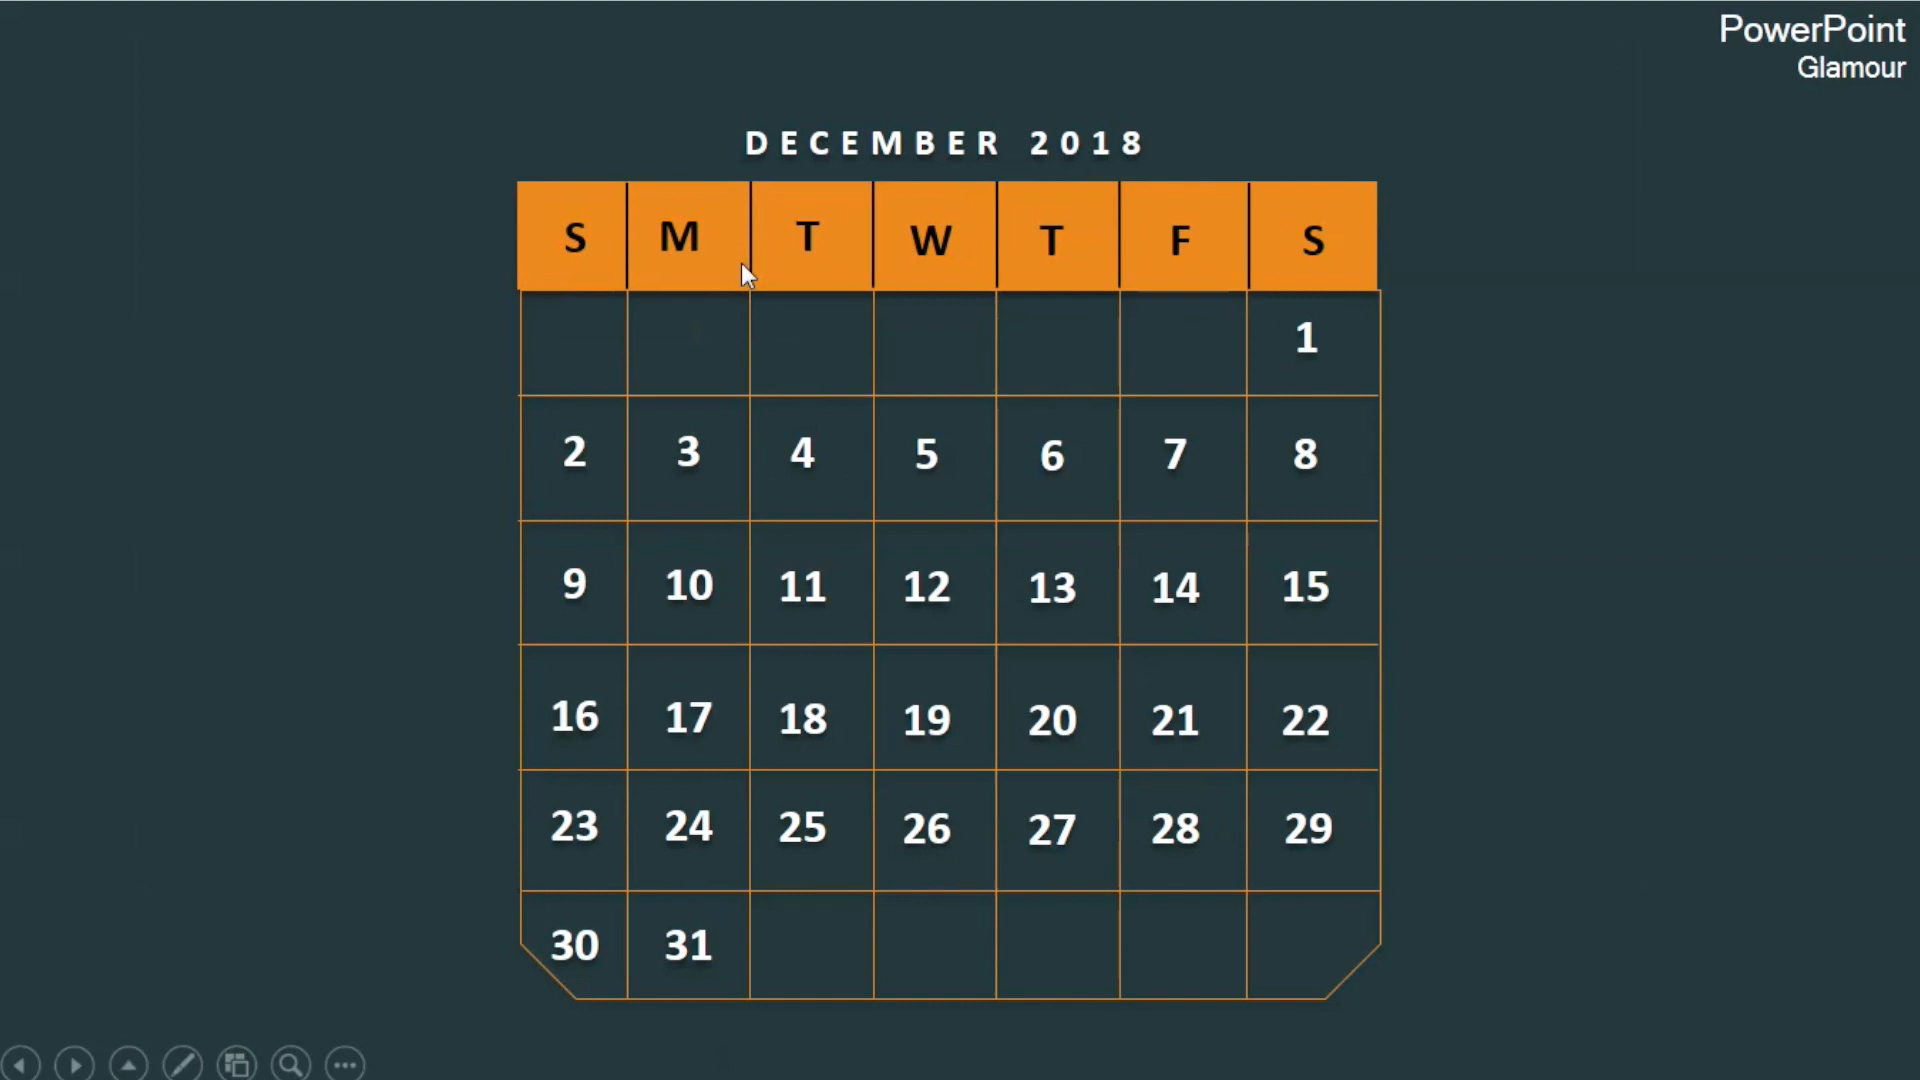 PowerPoint
Glamour
DECEMBER 2018
S M T W T F S
1
2 3 4 5 6 7 8
9 10 11 12 13 14 15
16 17 18 19 20 21 22
23 24 25 26 27 28 29
30 31